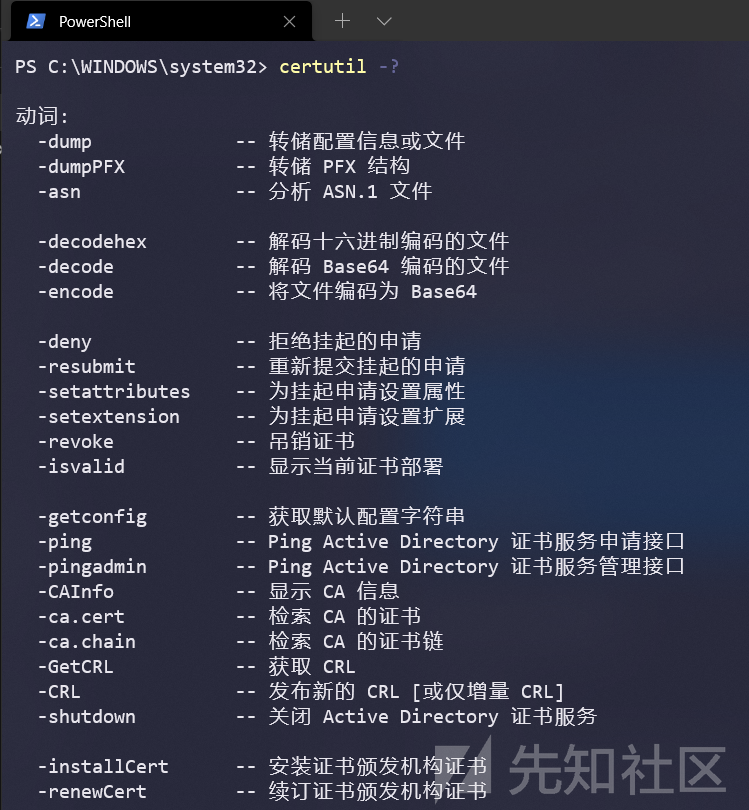 PowerShell
PS C:\WINDOWS\system32> certutil -?
动词:
-dump -- 转储配置信息或文件
-dumpPFX -- 转储 PFX 结构
-asn -- 分析 ASN.1 文件
-decodehex -- 解码十六进制编码的文件
-decode -- 解码 Base64 编码的文件
-encode -- 将文件编码为 Base64
-deny -- 拒绝挂起的申请
-resubmit -- 重新提交挂起的申请
-setattributes -- 为挂起申请设置属性
-setextension -- 为挂起申请设置扩展
-revoke -- 吊销证书
-isvalid -- 显示当前证书部署
-getconfig -- 获取默认配置字符串
-ping -- Ping Active Directory 证书服务申请接口
-pingadmin -- Ping Active Directory 证书服务管理接口
-CAInfo -- 显示 CA 信息
-ca.cert -- 检索 CA 的证书
-ca.chain -- 检索 CA 的证书链
-GetCRL -- 获取 CRL
-CRL -- 发布新的 CRL [或仅增量 CRL]
-shutdown -- 关闭 Active Directory 证书服务
-installCert -- 安装证书颁发机构证书
-renewCert -- 续订证书颁发机构证书
先知社区